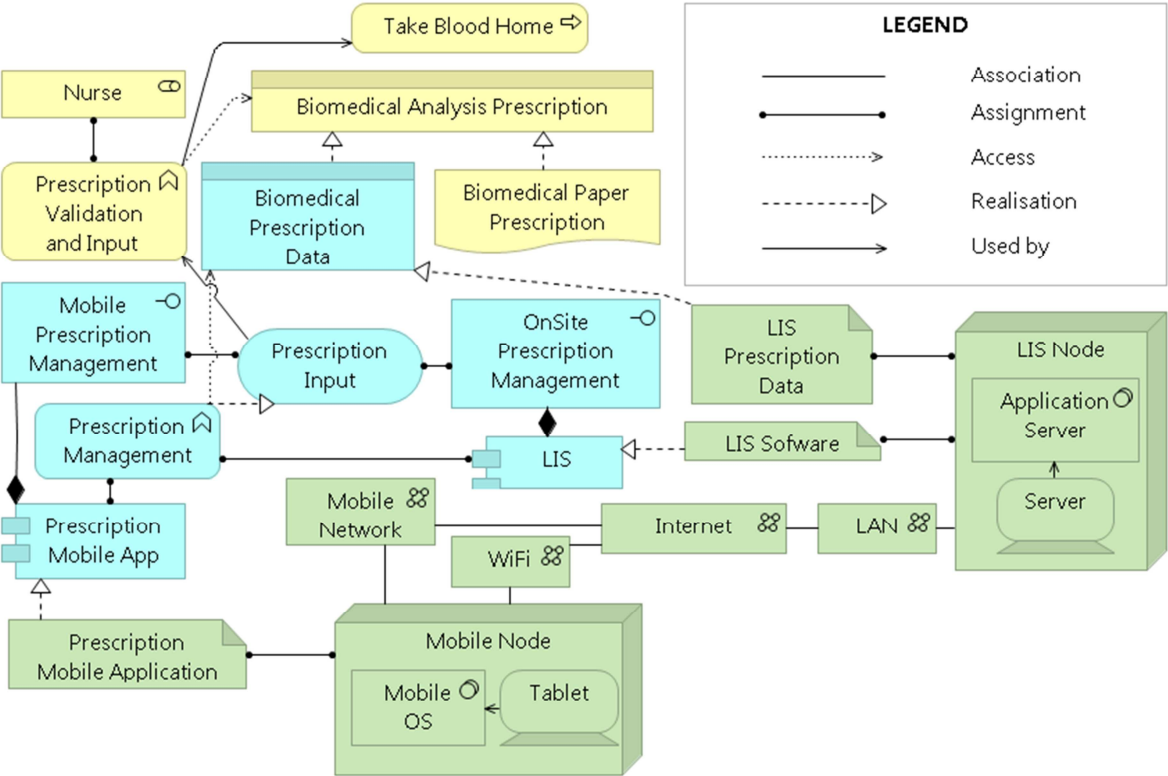 Take Blood Home
LEGEND
Association
Assignment
Access
Realisation
Used by
Nurse
Biomedical Analysis Prescription
Prescription
Validation
and Input
Biomedical
Prescription
Data
Biomedical Paper
Prescription
Mobile
Prescription
Management
Prescription
Input
OnSite
Prescription
Management
LIS
Prescription
Data
LIS Node
Application
Server
Server
Prescription
Management
LIS
LIS Sofware
Mobile
Network
Internet
LAN
WiFi
Prescription
Mobile App
Prescription
Mobile Application
Mobile Node
Mobile
OS
Tablet